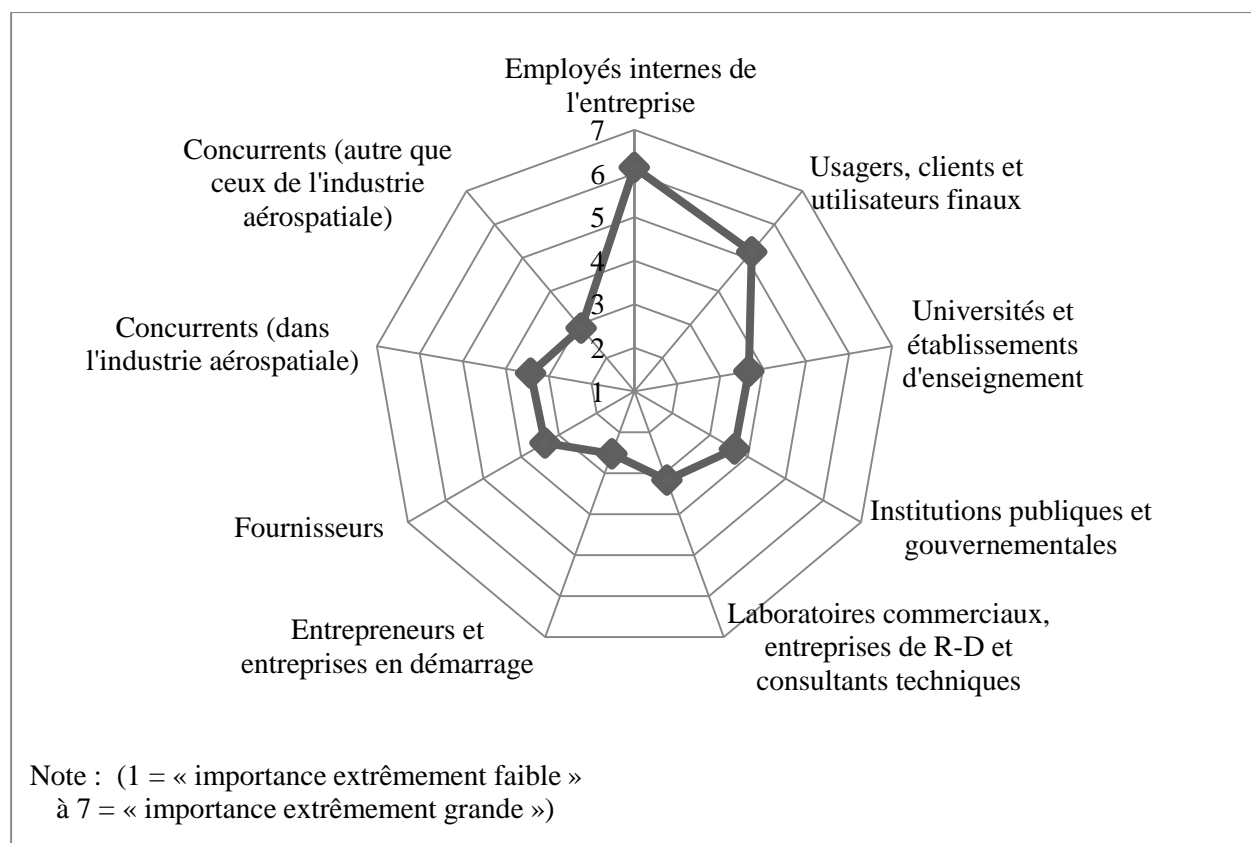 Employés internes de
l'entreprise
Usagers, clients et
utilisateurs finaux
Universités et
établissements
d'enseignement
Institutions publiques et
gouvernementales
Laboratoires commerciaux,
entreprises de R-D et
consultants techniques
Entrepreneurs et
entreprises en démarrage
Fournisseurs
Concurrents (dans
l'industrie aérospatiale)
Concurrents (autre que
ceux de l'industrie
aérospatiale)
7
6
5
4
3
2
1
Note : (1 = « importance extrêmement faible »
à 7 = « importance extrêmement grande »)